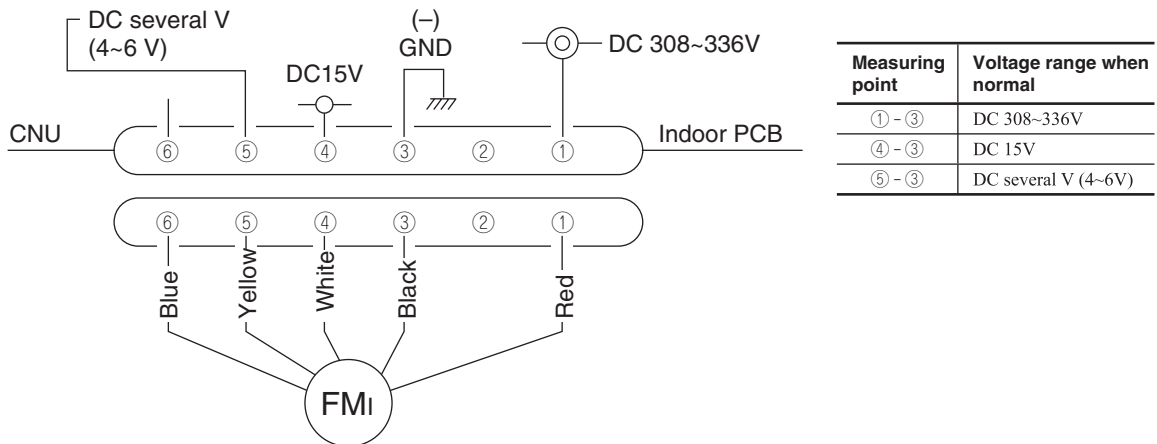 DC several V
(4~6 V)
(–)
GND
DC 308~336V
DC15V
CNU
Indoor PCB
⑥ ⑤ ④ ③ ② ①
⑥ ⑤ ④ ③ ② ①
Blue
Yellow
White
Black
Red
FMI
Measuring point
Voltage range when normal
① – ③ DC 308~336V
④ – ③ DC 15V
⑤ – ③ DC several V (4~6V)